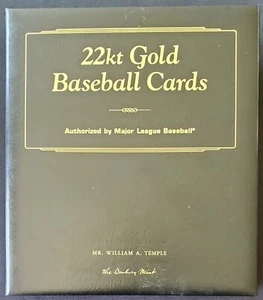 22kt Gold
Baseball Cards
Authorized by Major League Baseball®
MR. WILLIAM A. TEMPLE
the Danbury Mint